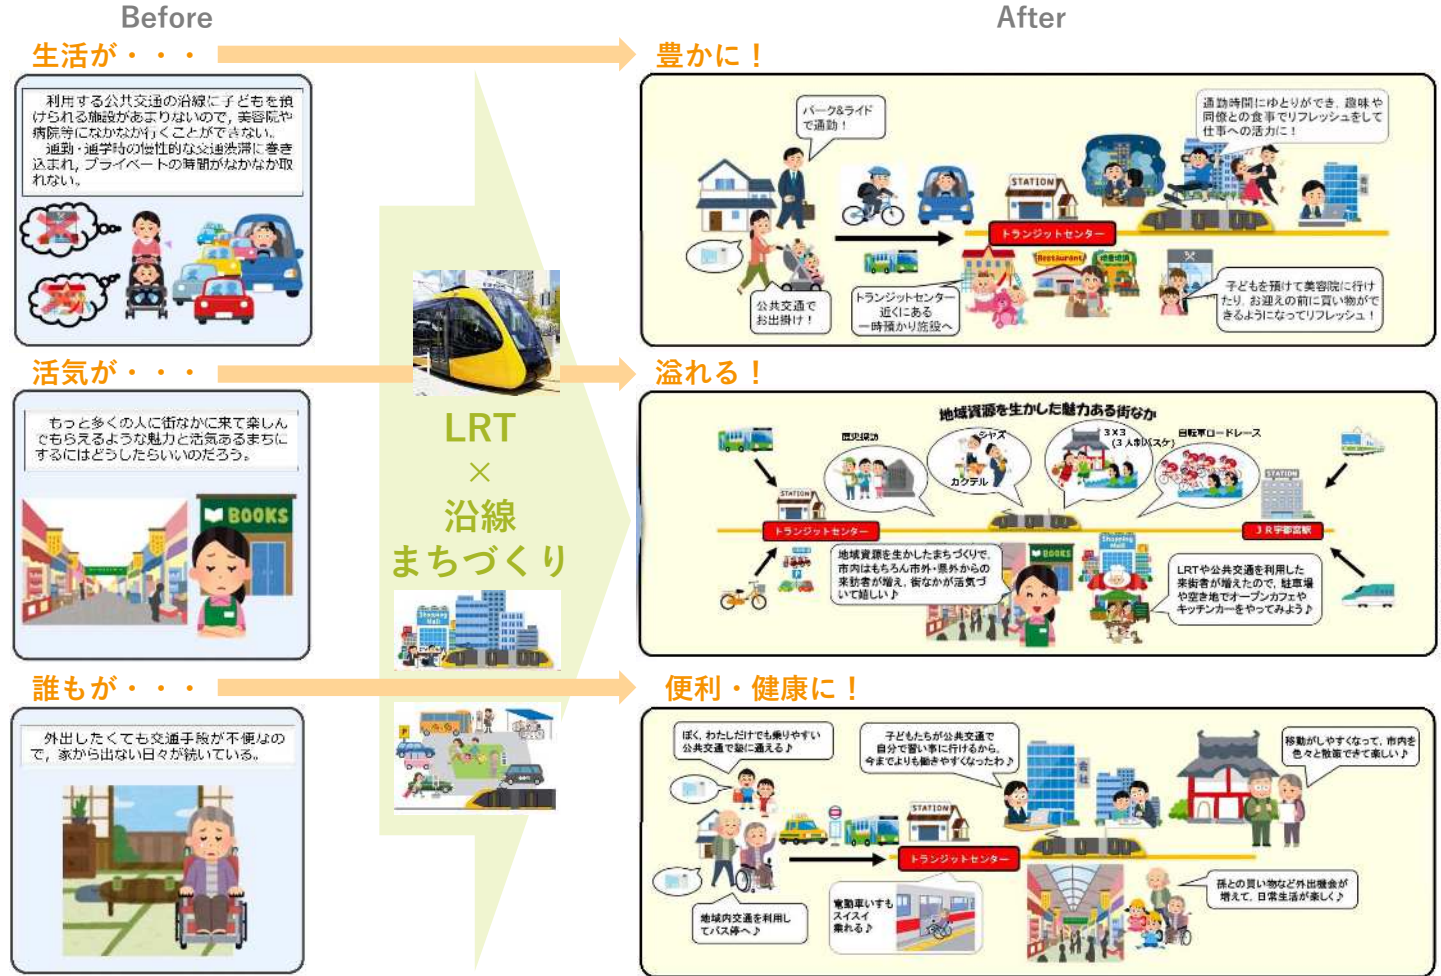 Before
After
生活が・・・
豊かに！
利用する公共交通の沿線に子どもを預
けられる施設があまりないので，美容院や
病院等になかなか行くことができない。
通勤・通学時の慢性的な交通渋滞に巻き
込まれ，プライベートの時間がなかなか取
れない。
パーク&ライド
で通勤！
通勤時間にゆとりができ，趣味や
同僚との食事でリフレッシュをして
仕事への活力に！
STATION
会社
トランジットセンター
Restaurant
地産地消
公共交通で
お出掛け！
トランジットセンター
近くにある
一時預かり施設へ
子どもを預けて美容院に行け
たり，お迎えの前に買い物がで
きるようになってリフレッシュ！
活気が・・・
溢れる！
もっと多くの人に街なかに来て楽しん
でもらえるような魅力と活気あるまちに
するにはどうしたらいいのだろう。
BOOKS
LRT
×
沿線
まちづくり
Shopping
Mall
地域資源を生かした魅力ある街なか
歴史探訪
ジャズ
カクテル
3×3
(3人制バスケ)
自転車ロードレース
STATION
STATION
トランジットセンター
JR宇都宮駅
地域資源を生かしたまちづくりで，
市内はもちろん市外・県外からの
来訪者が増え，街なかが活気づ
いて嬉しい♪
BOOKS
Shopping
Mall
LRTや公共交通を利用した
来街者が増えたので，駐車場
や空き地でオープンカフェや
キッチンカーをやってみよう♪
誰もが・・・
便利・健康に！
外出したくても交通手段が不便なの
で，家から出ない日々が続いている。
P
ぼく，わたしだけでも乗りやすい
公共交通で塾に通える♪
子どもたちが公共交通で
自分で習い事に行けるから，
今までよりも働きやすくなったわ♪
移動がしやすくなって，市内を
色々と散策できて楽しい♪
会社
STATION
トランジットセンター
地域内交通を利用し
てバス停へ♪
電動車いすも
スイスイ
乗れる♪
孫との買い物など外出機会が
増えて，日常生活が楽しく♪